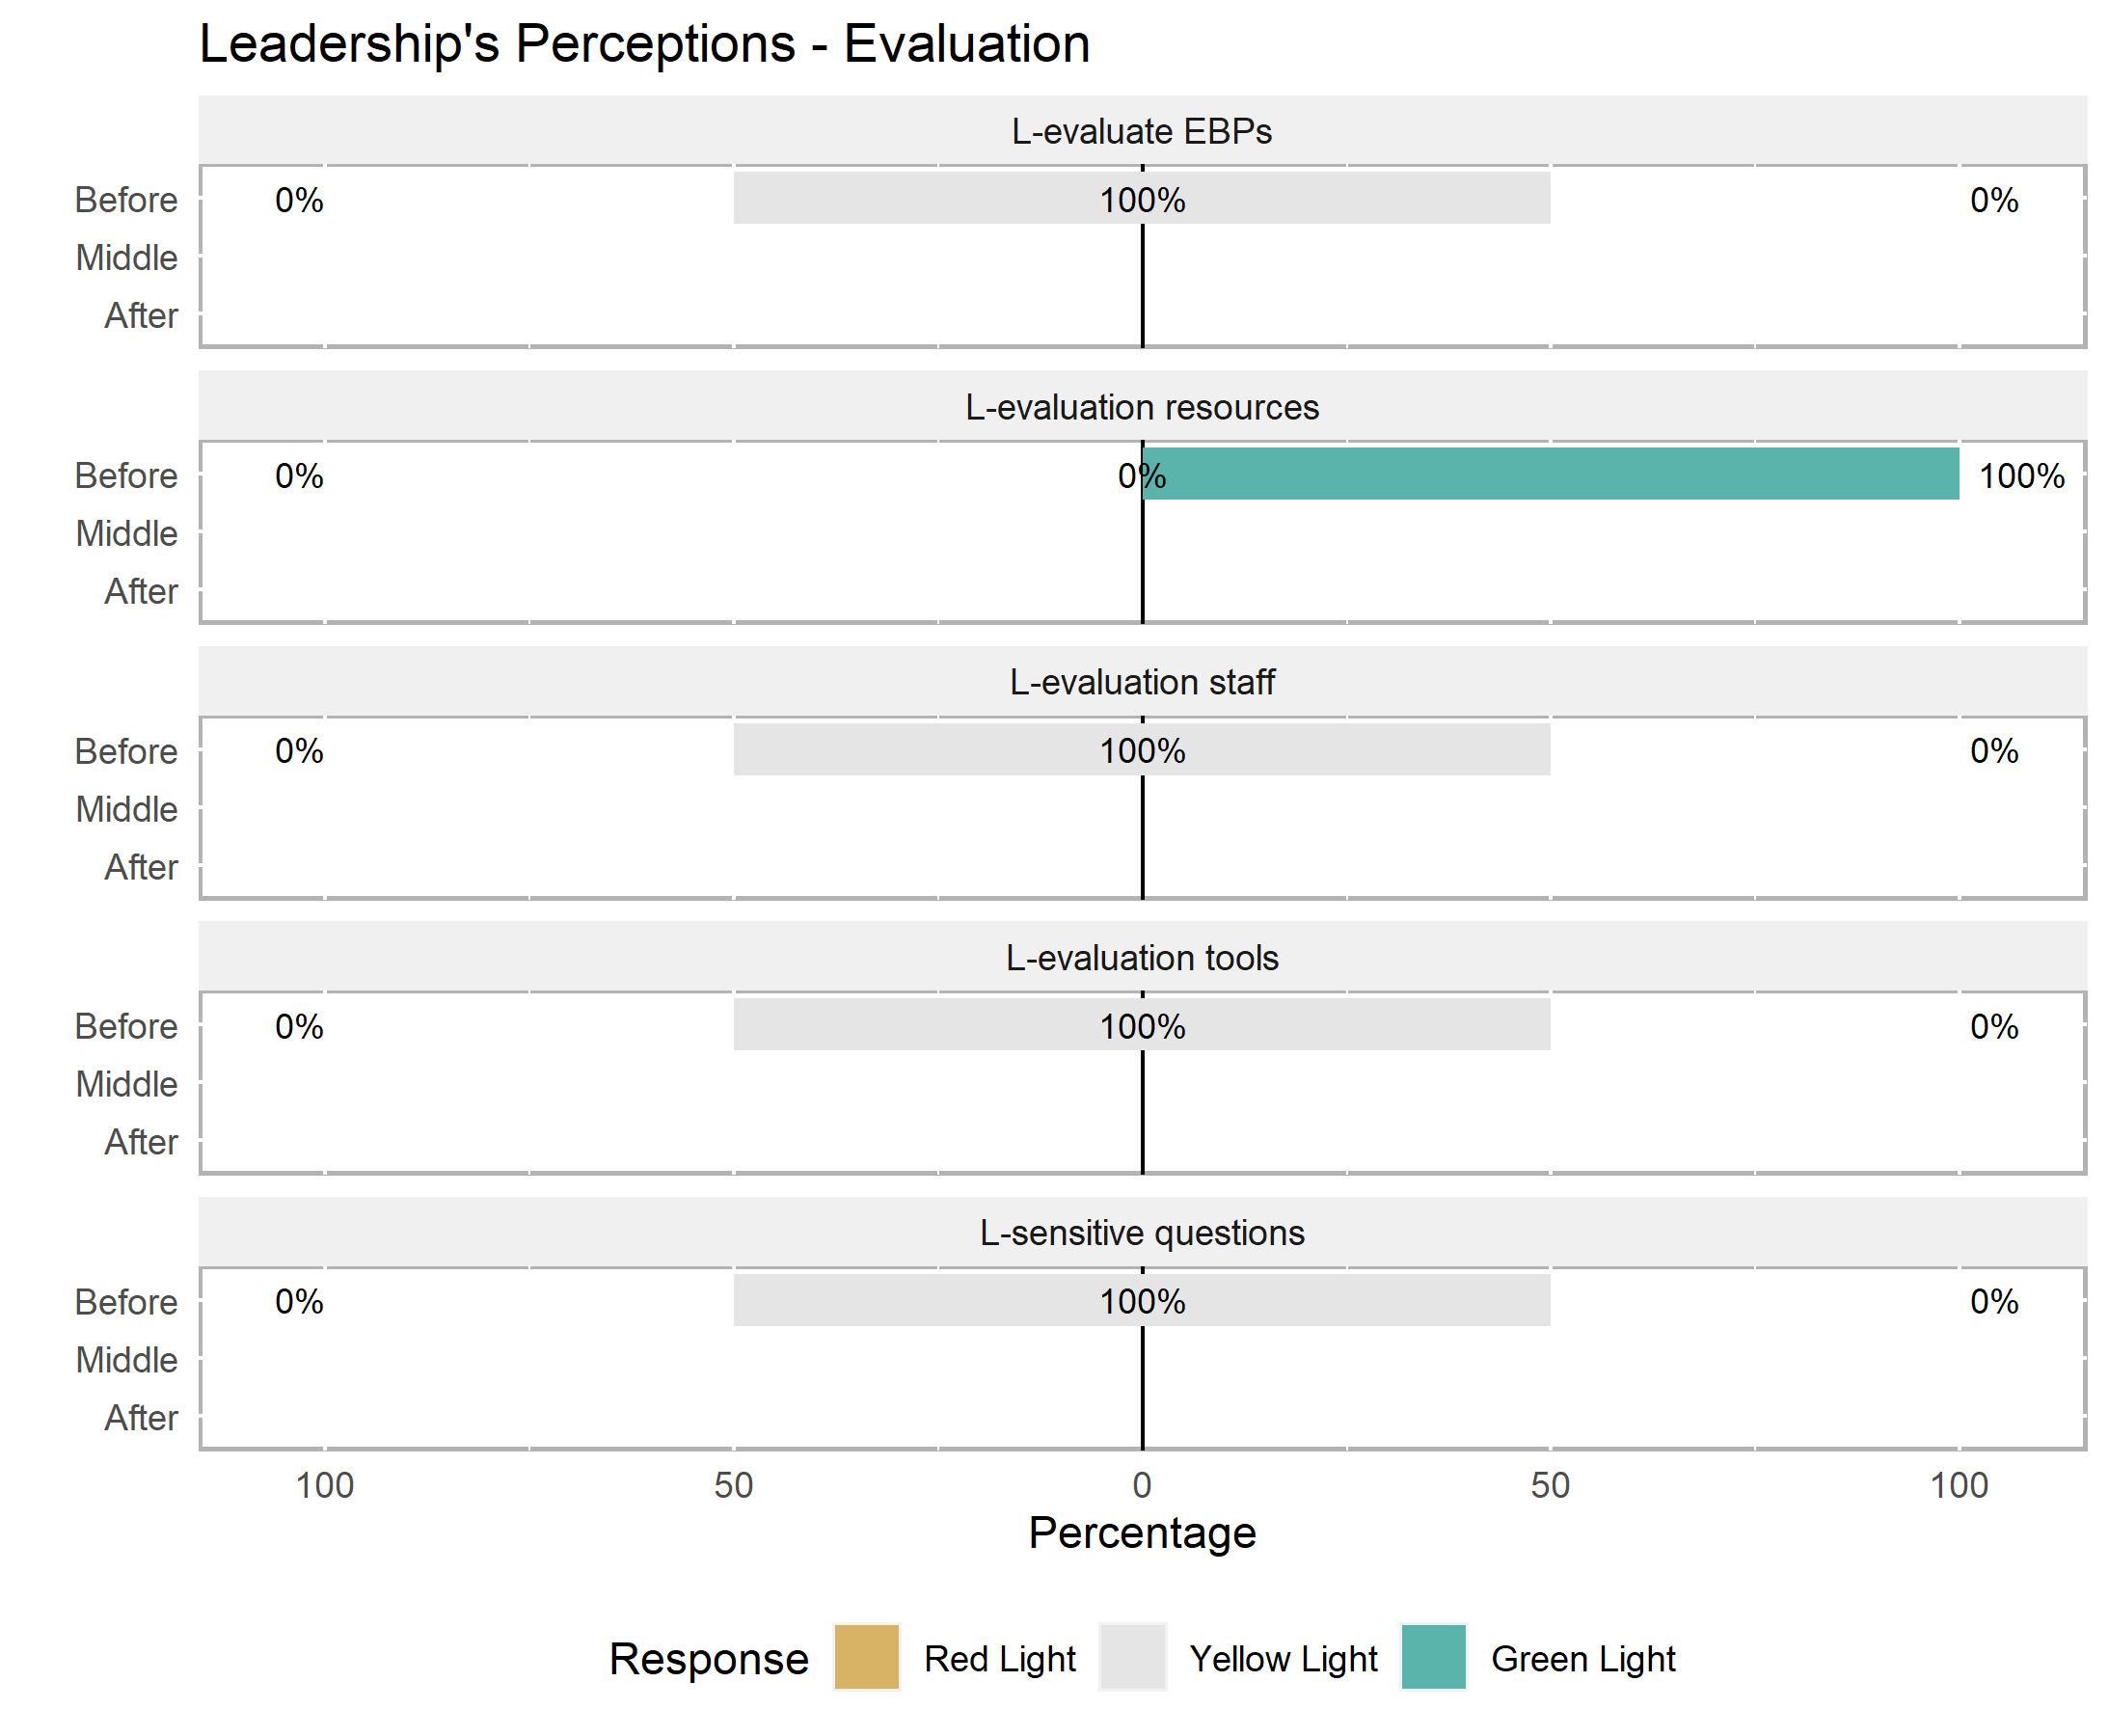 Leadership's Perceptions - Evaluation
L-evaluate EBPs
Before 0% 100% 0%
Middle
After
L-evaluation resources
Before 0% 0% 100%
Middle
After
L-evaluation staff
Before 0% 100% 0%
Middle
After
L-evaluation tools
Before 0% 100% 0%
Middle
After
L-sensitive questions
Before 0% 100% 0%
Middle
After
100 50 0 50 100
Percentage
Response Red Light Yellow Light Green Light